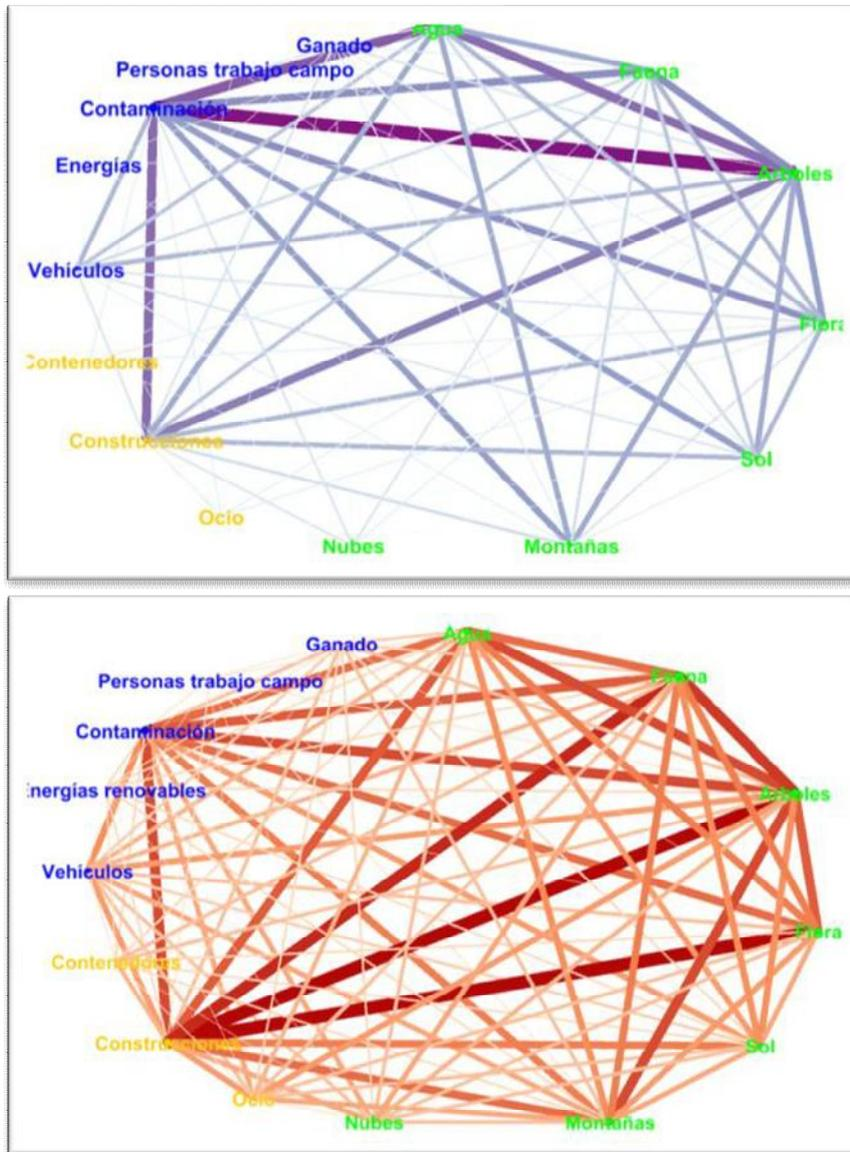 Agua
Ganado
Fauna
Personas trabajo campo
Contaminación
Energías
Árboles
Vehículos
Flora
Contenedores
Construcciones
Sol
Ocio
Nubes
Montañas
Agua
Ganado
Fauna
Personas trabajo campo
Contaminación
Energías renovables
Árboles
Vehículos
Flora
Contenedores
Construcciones
Sol
Ocio
Nubes
Montañas